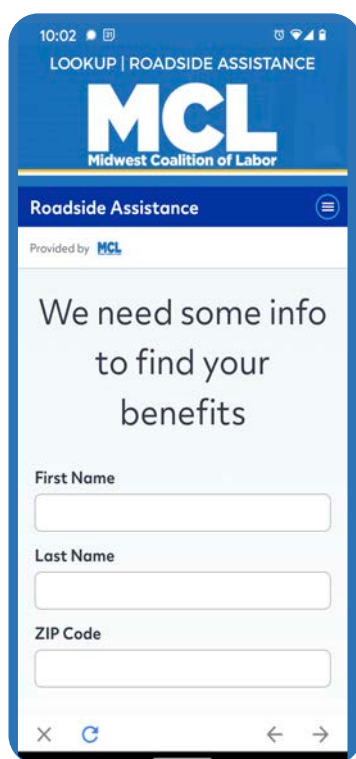 10:02
LOOKUP | ROADSIDE ASSISTANCE
MCL
Midwest Coalition of Labor
Roadside Assistance
Provided by MCL
We need some info
to find your
benefits
First Name
Last Name
ZIP Code